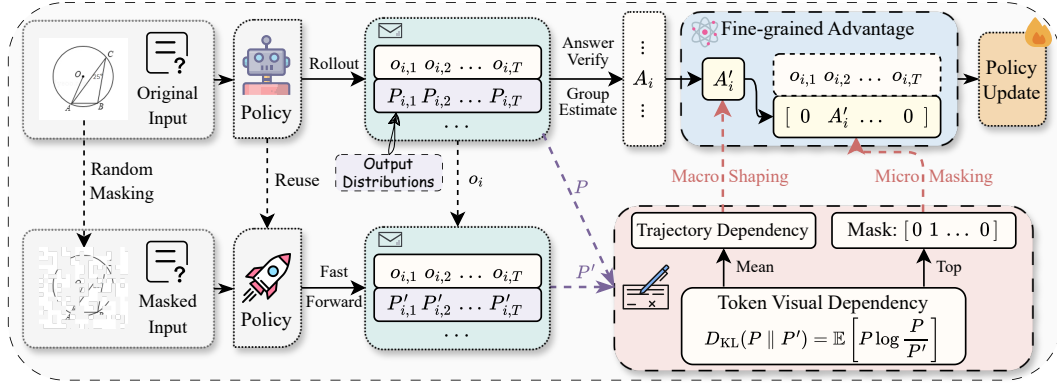 C
O
25°
A
B
Original
Input
Policy
Rollout
o_{i,1} o_{i,2} … o_{i,T}
P_{i,1} P_{i,2} … P_{i,T}
…
Output
Distributions
Answer
Verify
Group
Estimate
⋮
A_i
⋮
Fine-grained Advantage
A'_i
o_{i,1} o_{i,2} … o_{i,T}
[ 0 A'_i … 0 ]
Policy
Update
Random
Masking
Reuse
o_i
P
P'
Macro Shaping
Micro Masking
Masked
Input
Policy
Fast
Forward
o_{i,1} o_{i,2} … o_{i,T}
P'_{i,1} P'_{i,2} … P'_{i,T}
…
Trajectory Dependency
Mask: [ 0 1 … 0 ]
Mean
Top
Token Visual Dependency
D_{KL}(P ∥ P') = 𝔼 [ P log P/P' ]